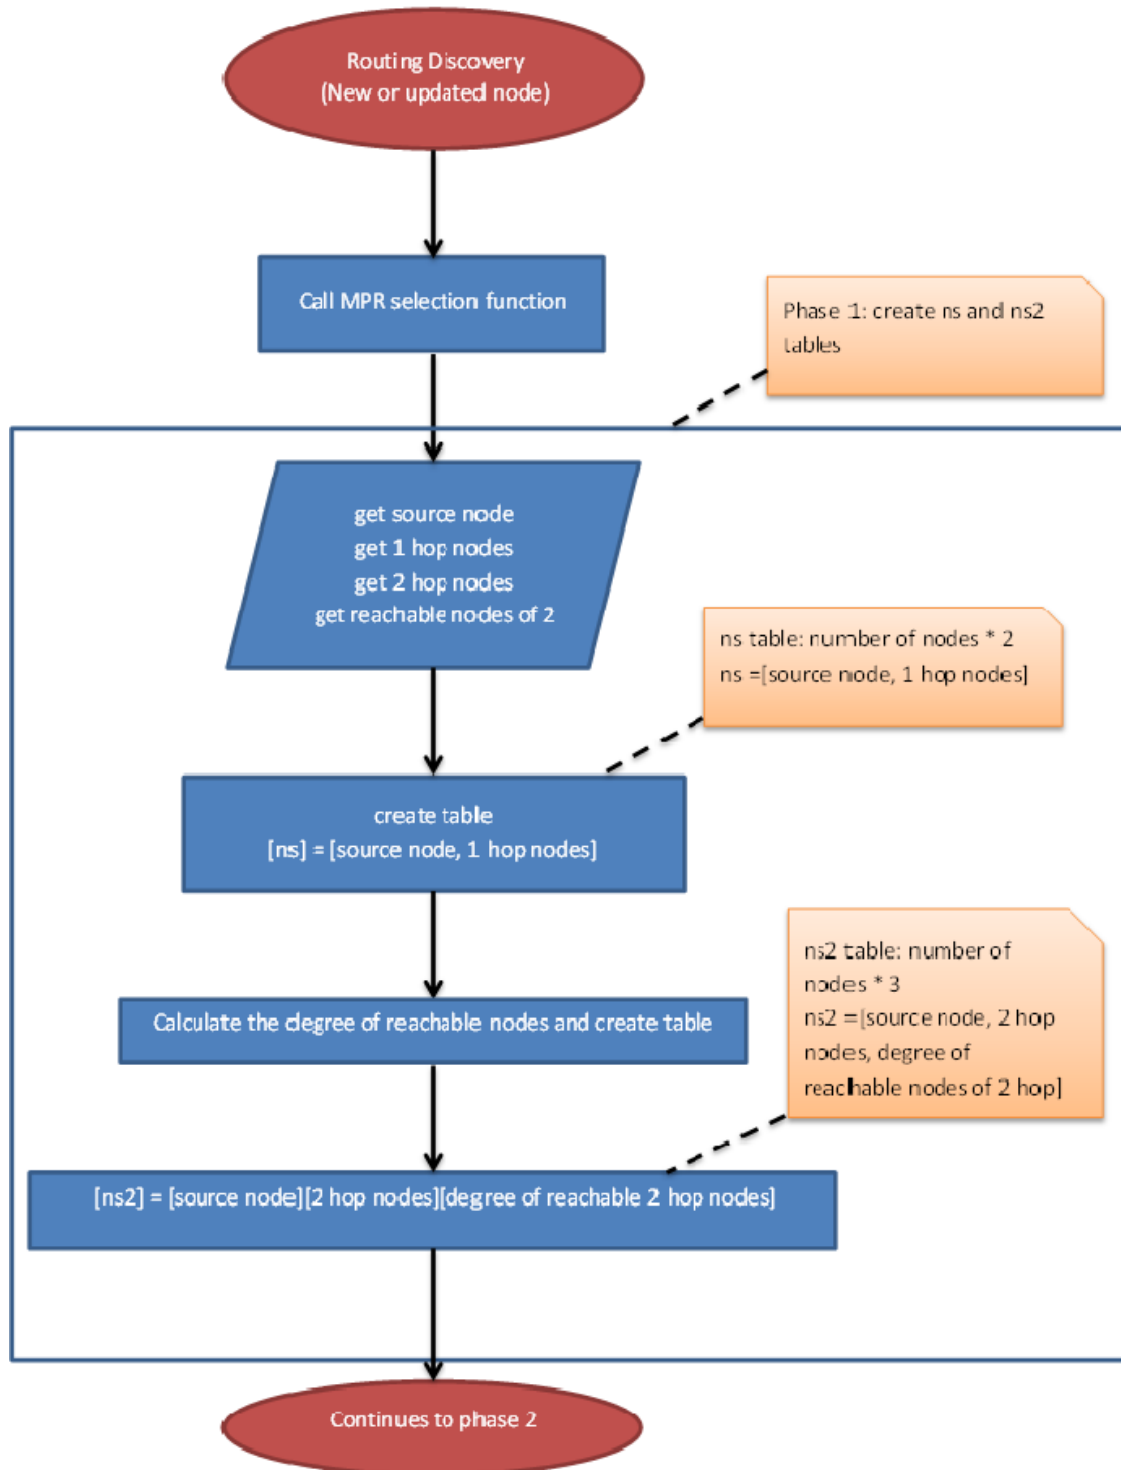 Routing Discovery
(New or updated node)
Call MPR selection function
Phase 1: create ns and ns2
tables
get source node
get 1 hop nodes
get 2 hop nodes
get reachable nodes of 2
ns table: number of nodes * 2
ns =[source node, 1 hop nodes]
create table
[ns] = [source node, 1 hop nodes]
ns2 table: number of
nodes * 3
ns2 =[source node, 2 hop
nodes, degree of
reachable nodes of 2 hop]
Calculate the degree of reachable nodes and create table
[ns2] = [source node][2 hop nodes][degree of reachable 2 hop nodes]
Continues to phase 2